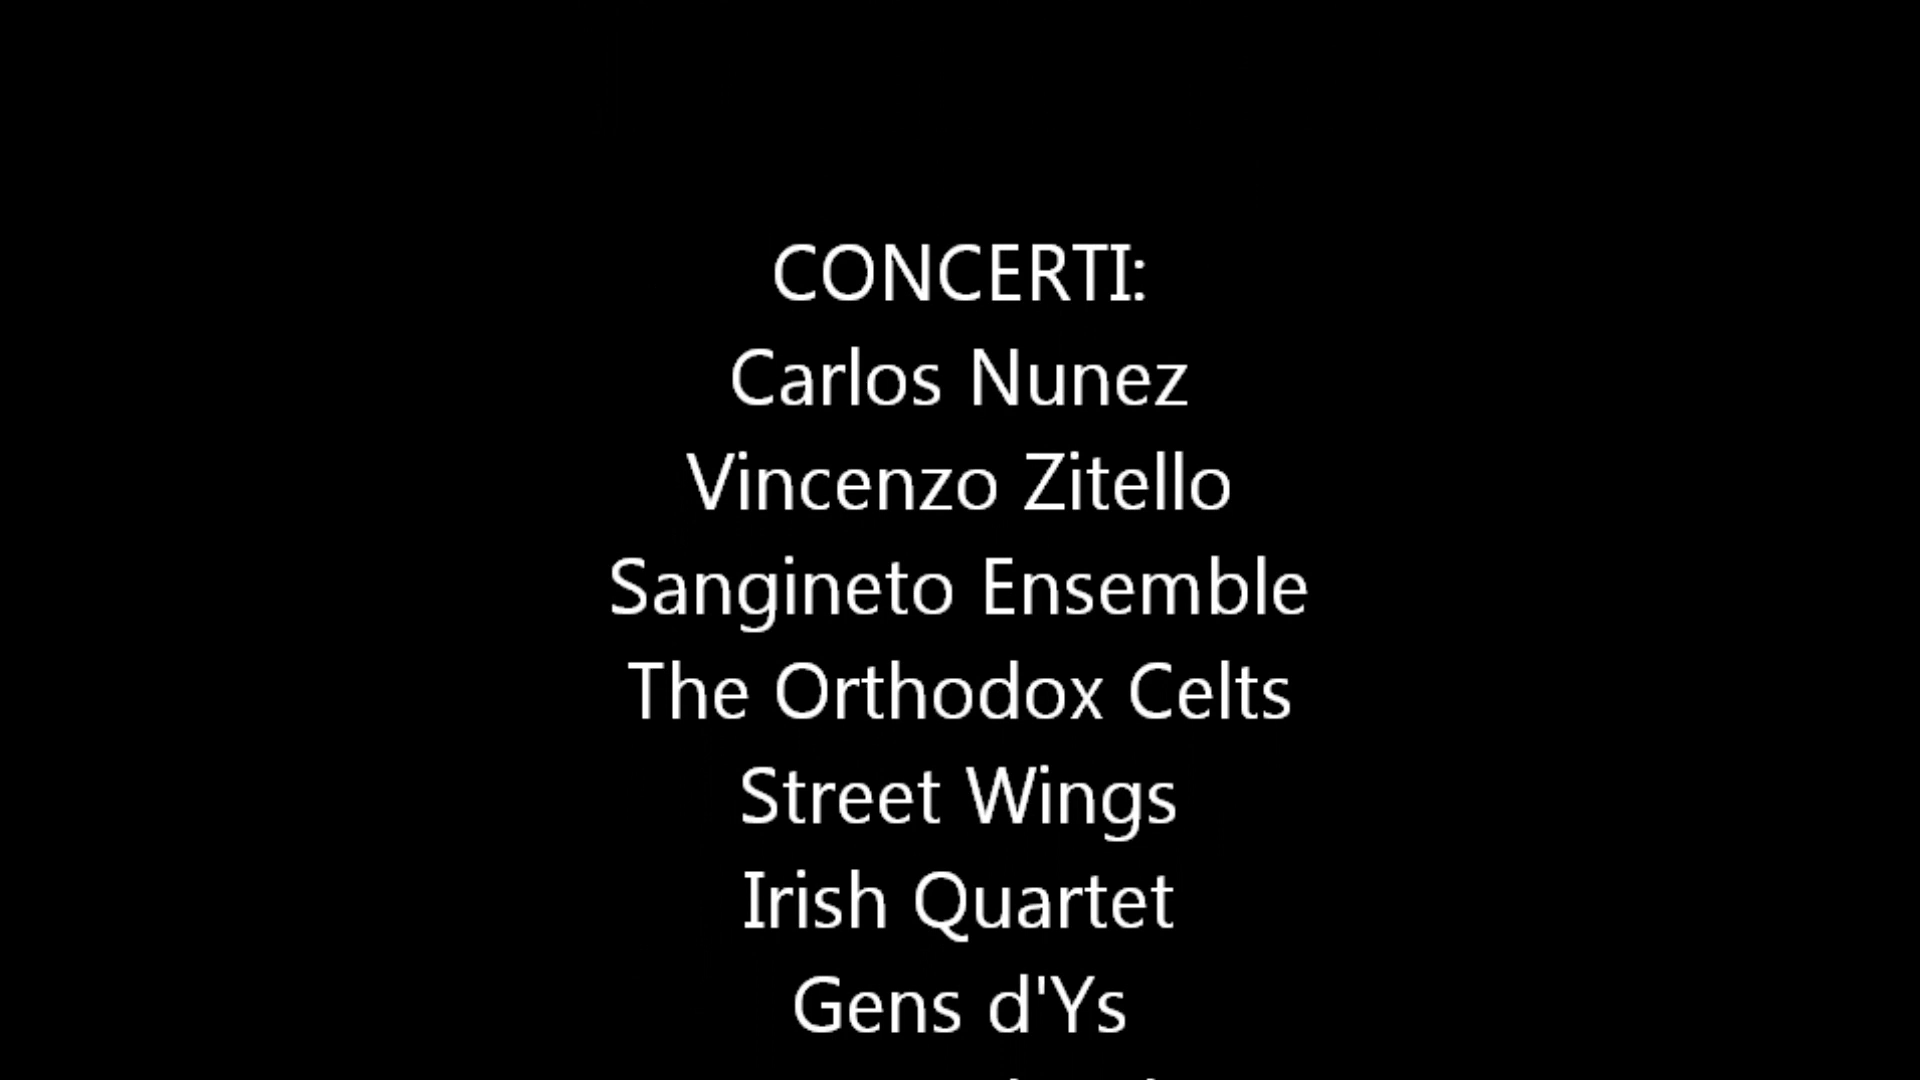 CONCERTI:
Carlos Nunez
Vincenzo Zitello
Sangineto Ensemble
The Orthodox Celts
Street Wings
Irish Quartet
Gens d'Ys